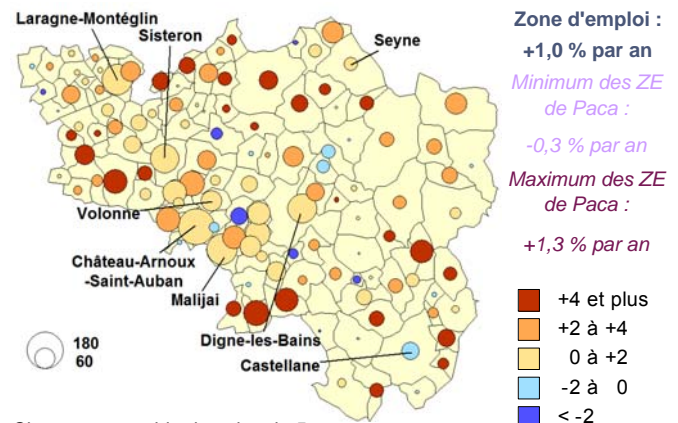 Laragne-Montéglin
Sisteron
Seyne
Volonne
Château-Arnoux
-Saint-Auban
Malijai
Digne-les-Bains
Castellane
180
60
Zone d'emploi :
+1,0 % par an
Minimum des ZE
de Paca :
-0,3 % par an
Maximum des ZE
de Paca :
+1,3 % par an
+4 et plus
+2 à +4
0 à +2
-2 à 0
< -2